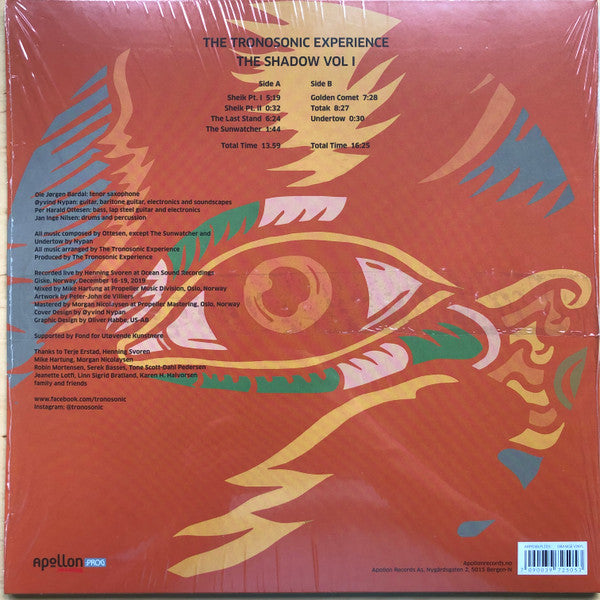 THE TRONOSONIC EXPERIENCE
THE SHADOW VOL I
Side A
Sheik Pt. I 5:19
Sheik Pt. II 0:32
The Last Stand 6:24
The Sunwatcher 1:44
Total Time 13.59
Side B
Golden Comet 7:28
Totak 8:27
Undertow 0:30
Total Time 16:25
Ole Jørgen Bardal: tenor saxophone
Øyvind Nypan: guitar, baritone guitar, electronics and soundscapes
Per Harald Ottesen: bass, lap steel guitar and electronics
Jan Inge Nilsen: drums and percussion
All music composed by Ottesen, except The Sunwatcher and
Undertow by Nypan
All music arranged by The Tronosonic Experience
Produced by The Tronosonic Experience
Recorded live by Henning Svoren at Ocean Sound Recordings
Giske, Norway, December 16-19, 2019
Mixed by Mike Hartung at Propeller Music Division, Oslo, Norway
Artwork by Peter-John de Villiers
Mastered by Morgan Nicolaysen at Propeller Mastering, Oslo, Norway
Cover Design by Øyvind Nypan
Graphic Design by Oliver Habbe, US-AB
Supported by Fond for Utøvende Kunstnere
Thanks to Terje Erstad, Henning Svoren
Mike Hartung, Morgan Nicolaysen
Robin Mortensen, Serek Basses, Tone Scott-Dahl Pedersen
Jeanette Loffi, Linn Sigrid Bratland, Karen H. Halvorsen
family and friends
www.facebook.com/tronosonic
Instagram: @tronosonic
Apollon
PROG
Apollonrecords.no
Apollon Records As, Nygårdsgaten 2, 5015 Bergen-N
ORANGE VINYL
7 090039 725053